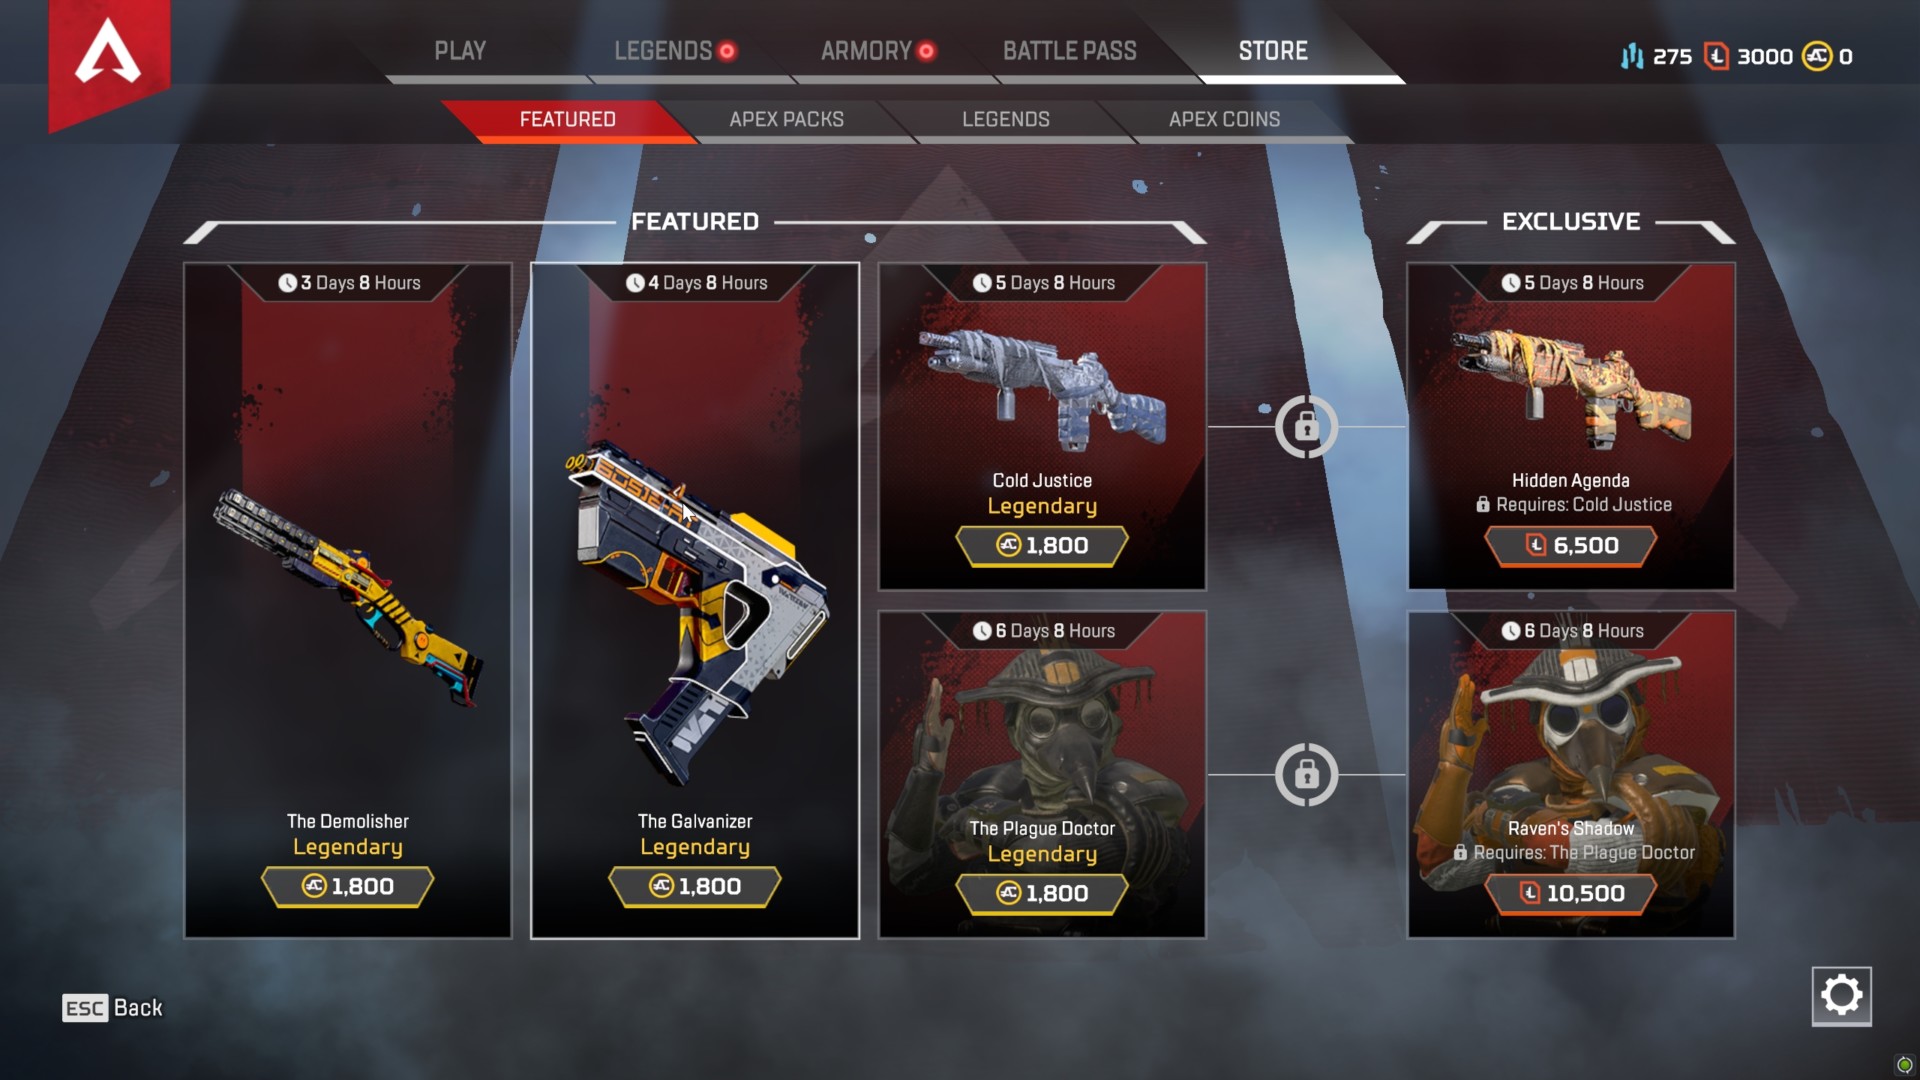 PLAY
LEGENDS
ARMORY
BATTLE PASS
STORE
275
3000
0
FEATURED
APEX PACKS
LEGENDS
APEX COINS
FEATURED
EXCLUSIVE
3 Days 8 Hours
The Demolisher
Legendary
1,800
4 Days 8 Hours
The Galvanizer
Legendary
1,800
5 Days 8 Hours
Cold Justice
Legendary
1,800
5 Days 8 Hours
Hidden Agenda
Requires: Cold Justice
6,500
6 Days 8 Hours
The Plague Doctor
Legendary
1,800
6 Days 8 Hours
Raven's Shadow
Requires: The Plague Doctor
10,500
ESC Back